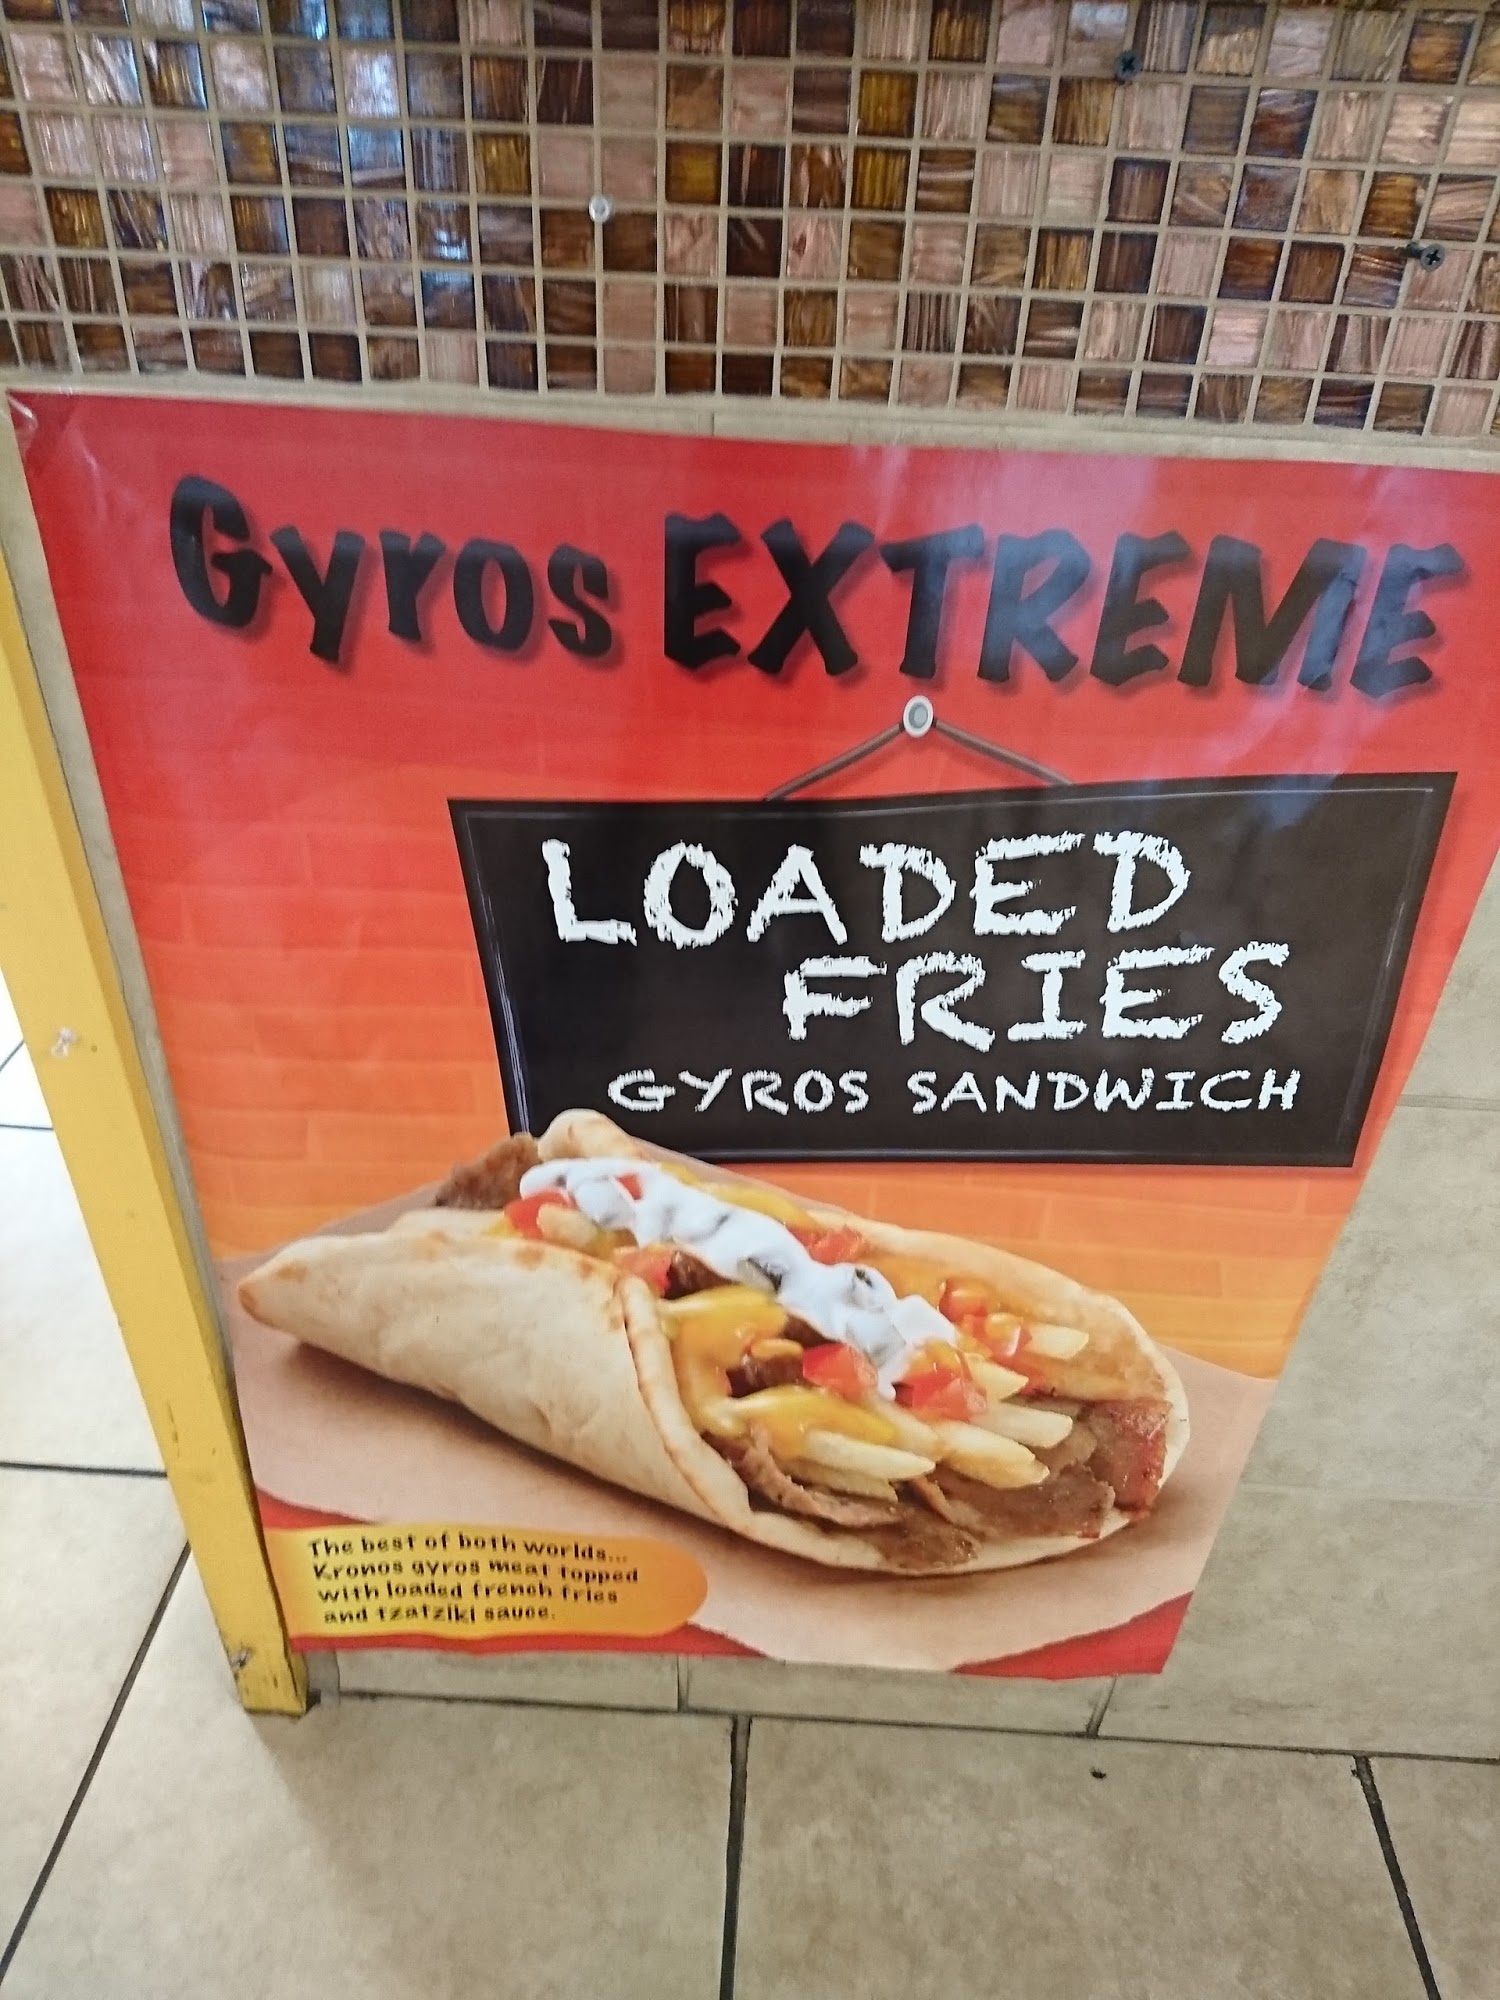 Gyros EXTREME
LOADED
FRIES
GYROS SANDWICH
The best of both worlds...
Kronos gyros meat topped
with loaded french fries
and tzatziki sauce.